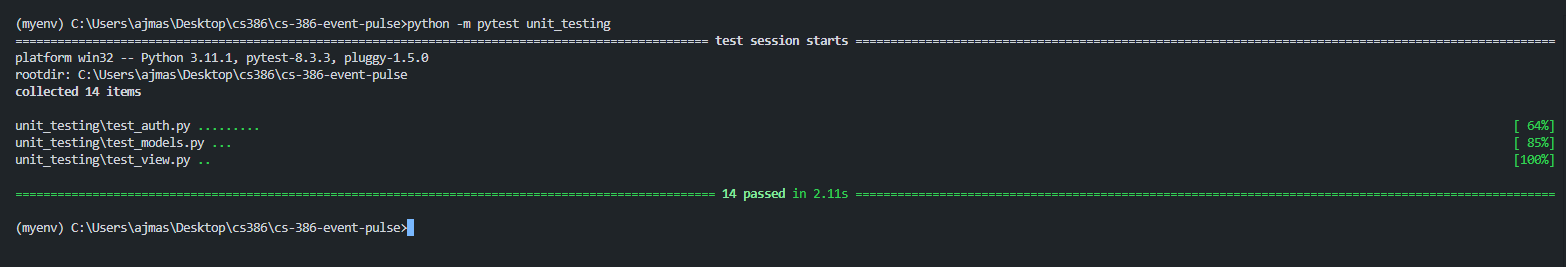 (myenv) C:\Users\ajmas\Desktop\cs386\cs-386-event-pulse>python -m pytest unit_testing
=================================================================================================== test session starts ====================================================================================================
platform win32 -- Python 3.11.1, pytest-8.3.3, pluggy-1.5.0
rootdir: C:\Users\ajmas\Desktop\cs386\cs-386-event-pulse
collected 14 items
unit_testing\test_auth.py ......... [ 64%]
unit_testing\test_models.py ... [ 85%]
unit_testing\test_view.py .. [100%]
==================================================================================================== 14 passed in 2.11s ====================================================================================================
(myenv) C:\Users\ajmas\Desktop\cs386\cs-386-event-pulse>